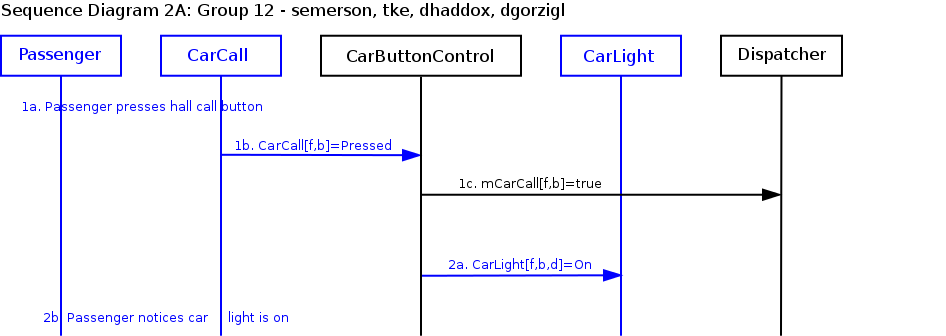 Sequence Diagram 2A: Group 12 - semerson, tke, dhaddox, dgorzigl
Passenger CarCall CarButtonControl CarLight Dispatcher
1a. Passenger presses hall call button
1b. CarCall[f,b]=Pressed
1c. mCarCall[f,b]=true
2a. CarLight[f,b,d]=On
2b. Passenger notices car light is on